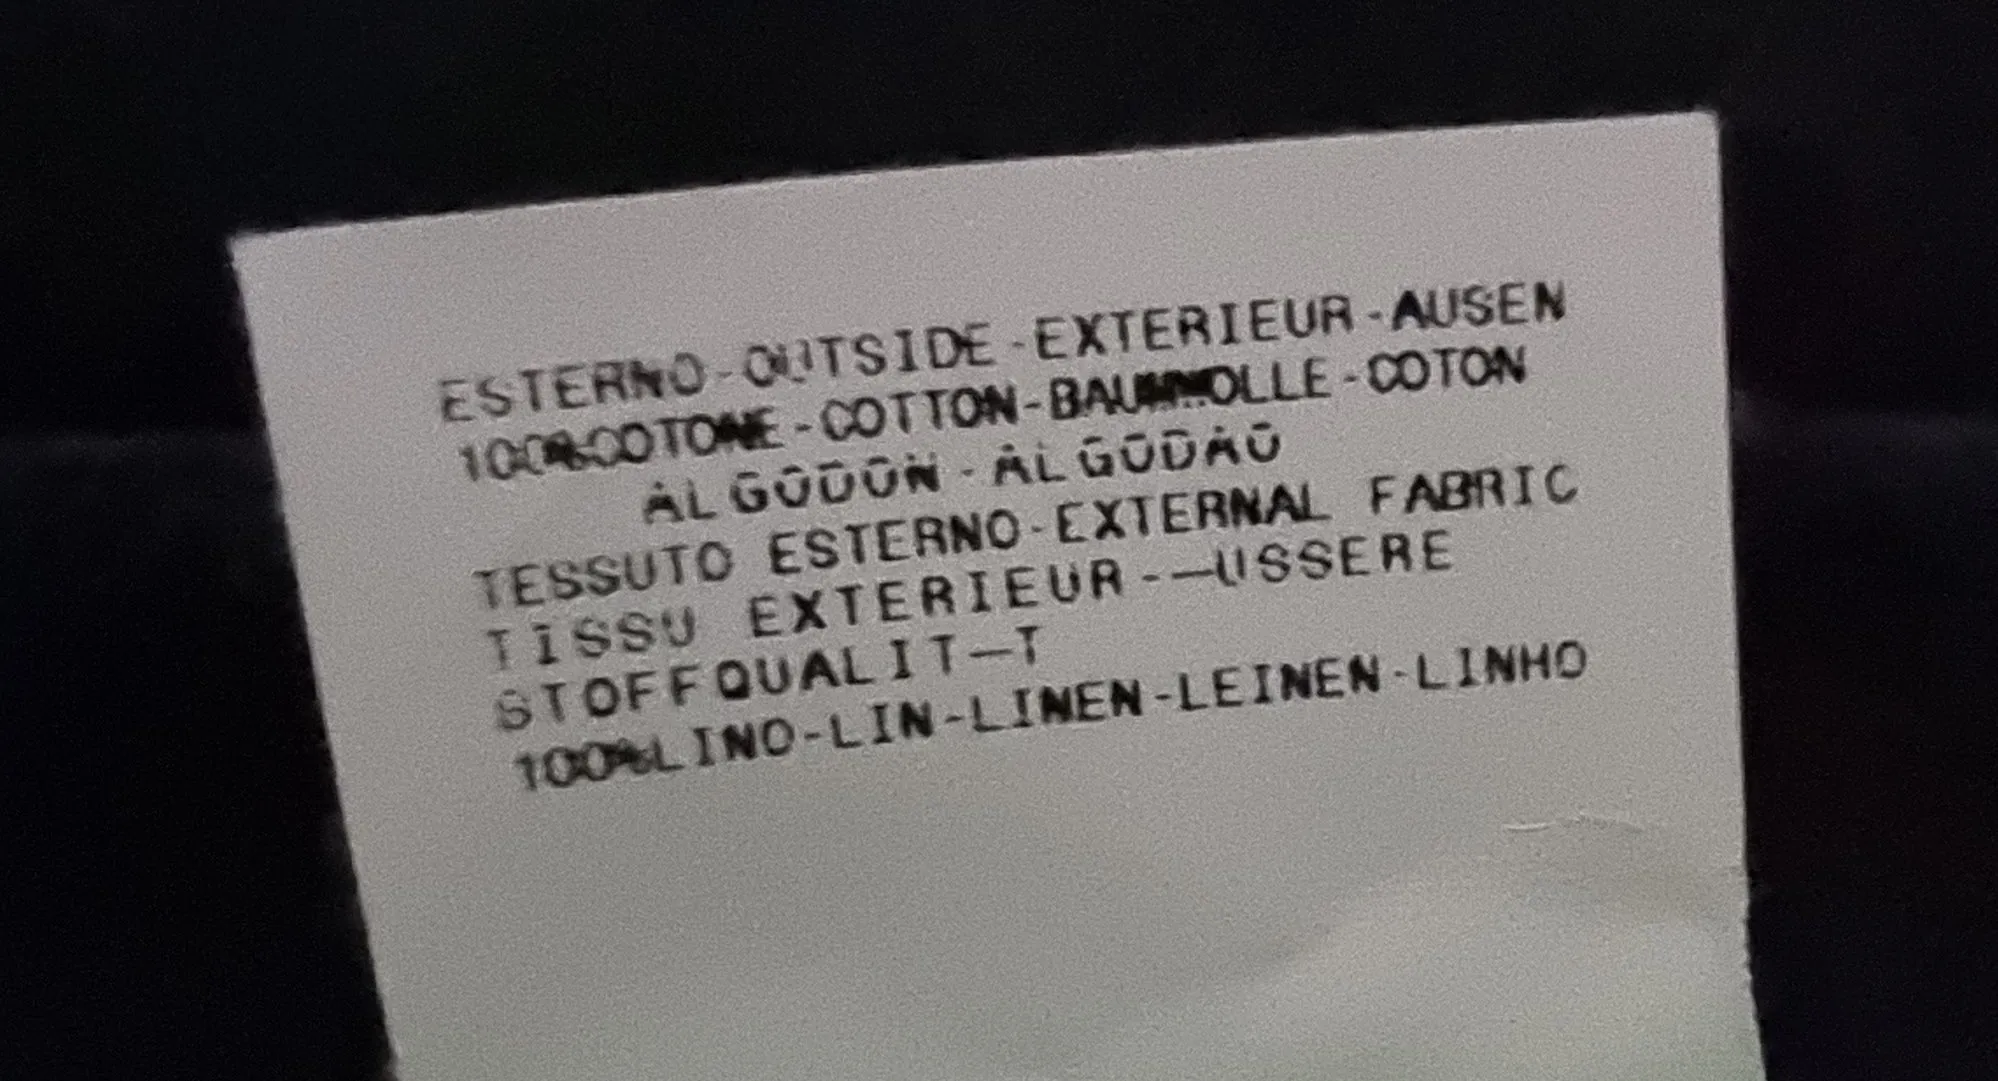 ESTERNO-OUTSIDE-EXTERIEUR-AUSEN
100%COTONE-COTTON-BAUMWOLLE-COTON
ALGODON-ALGODAO
TESSUTO ESTERNO-EXTERNAL FABRIC
TISSU EXTERIEUR-—USSERE
STOFFQUALIT—T
100%LINO-LIN-LINEN-LEINEN-LINHO